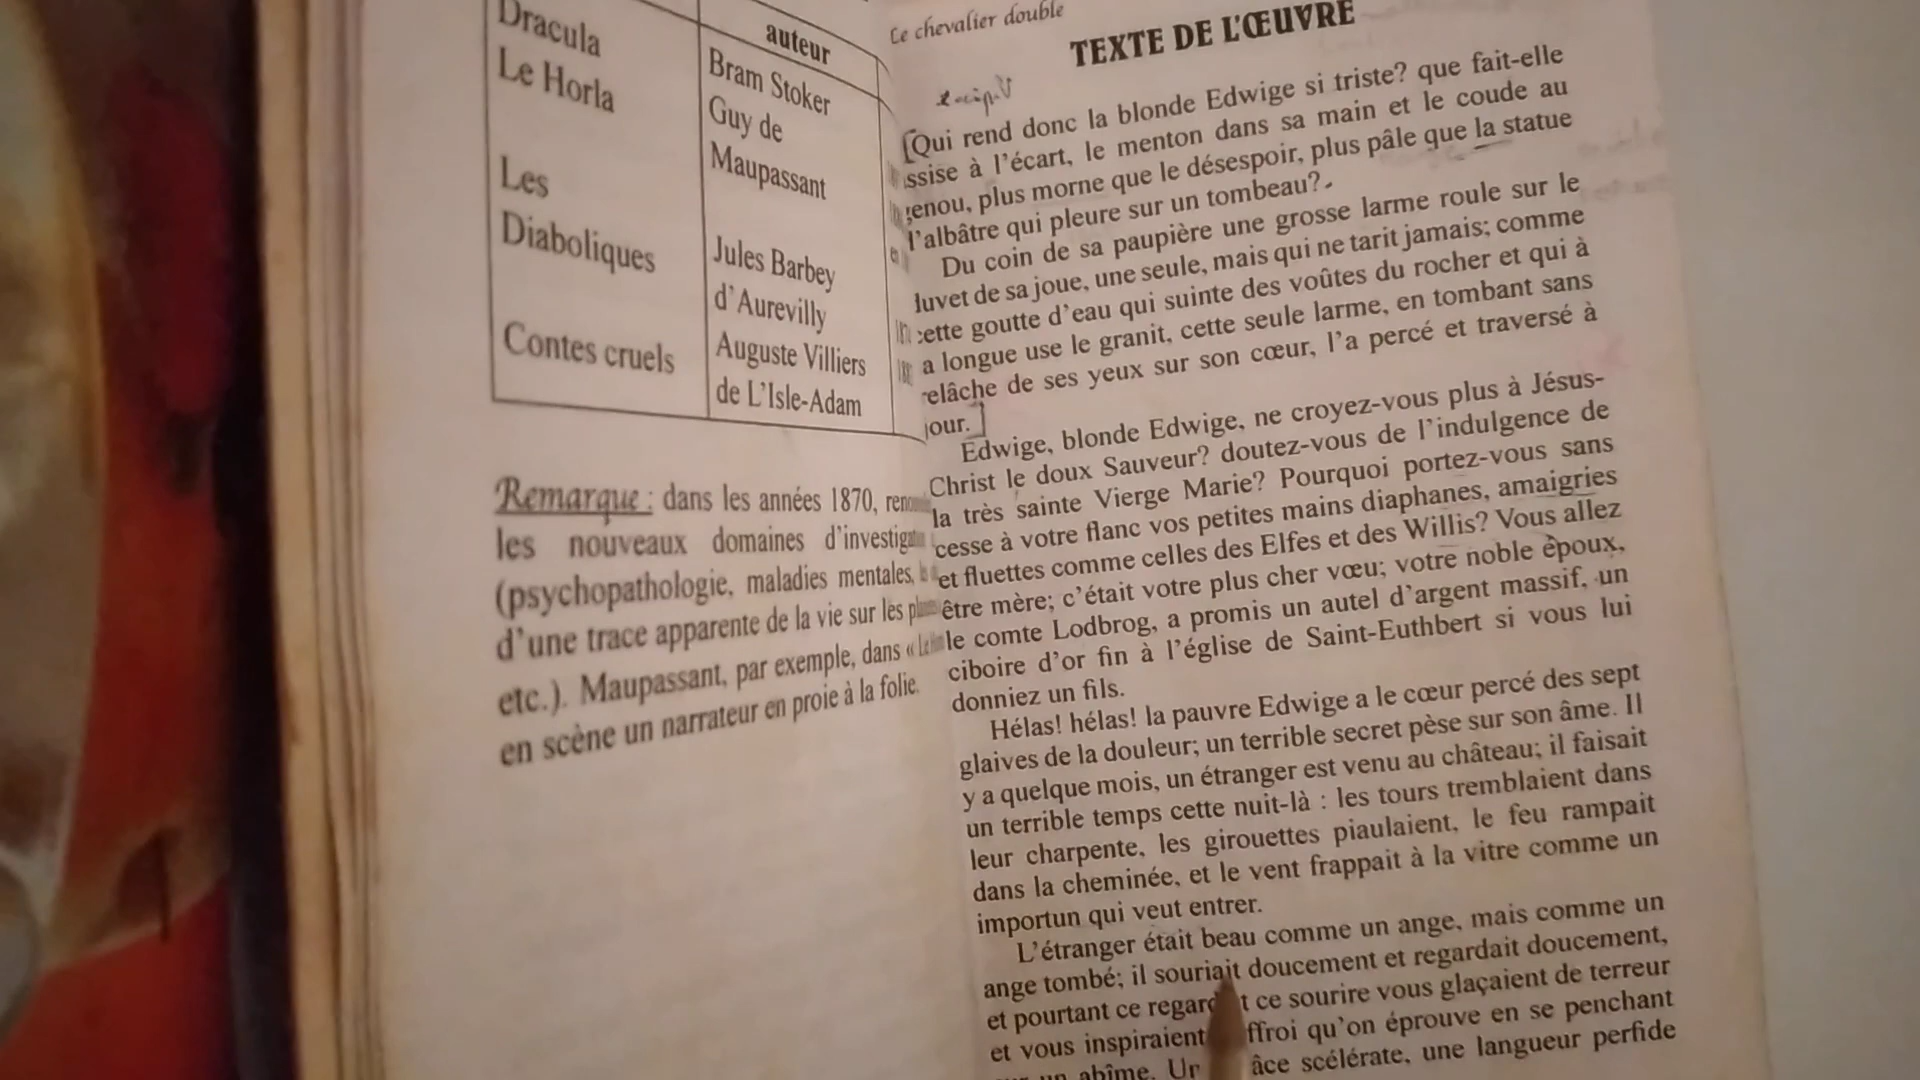 auteur
Dracula
Bram Stoker
Le Horla
Guy de
Maupassant
Les
Diaboliques
Jules Barbey
d'Aurevilly
Contes cruels
Auguste Villiers
de L'Isle-Adam
Remarque : dans les années 1870,
les nouveaux domaines
(psychopathologie, maladies mentales,
d'une trace apparente de la vie sur les
etc.). Maupassant, par exemple, dans «
en scène un narrateur en proie à la folie.
Le chevalier double
TEXTE DE L'ŒUVRE
Qui rend donc la blonde Edwige si triste? que fait-elle
ssise à l'écart, le menton dans sa main et le coude au
genou, plus morne que le désespoir, plus pâle que la statue
l'albâtre qui pleure sur un tombeau?
Du coin de sa paupière une grosse larme roule sur le
luvet de sa joue, une seule, mais qui ne tarit jamais; comme
cette goutte d'eau qui suinte des voûtes du rocher et qui à
a longue use le granit, cette seule larme, en tombant sans
relâche de ses yeux sur son cœur, l'a percé et traversé à
jour.
Edwige, blonde Edwige, ne croyez-vous plus à Jésus-
Christ le doux Sauveur? doutez-vous de l'indulgence de
la très sainte Vierge Marie? Pourquoi portez-vous sans
cesse à votre flanc vos petites mains diaphanes, amaigries
et fluettes comme celles des Elfes et des Willis? Vous allez
être mère; c'était votre plus cher vœu; votre noble époux,
le comte Lodbrog, a promis un autel d'argent massif, un
ciboire d'or fin à l'église de Saint-Euthbert si vous lui
donniez un fils.
Hélas! hélas! la pauvre Edwige a le cœur percé des sept
glaives de la douleur; un terrible secret pèse sur son âme. Il
y a quelque mois, un étranger est venu au château; il faisait
un terrible temps cette nuit-là : les tours tremblaient dans
leur charpente, les girouettes piaulaient, le feu rampait
dans la cheminée, et le vent frappait à la vitre comme un
importun qui veut entrer.
L'étranger était beau comme un ange, mais comme un
ange tombé; il souriait doucement et regardait doucement,
et pourtant ce regard t ce sourire vous glaçaient de terreur
et vous inspiraient ffroi qu'on éprouve en se penchant
un abîme. Un âce scélérate, une langueur perfide